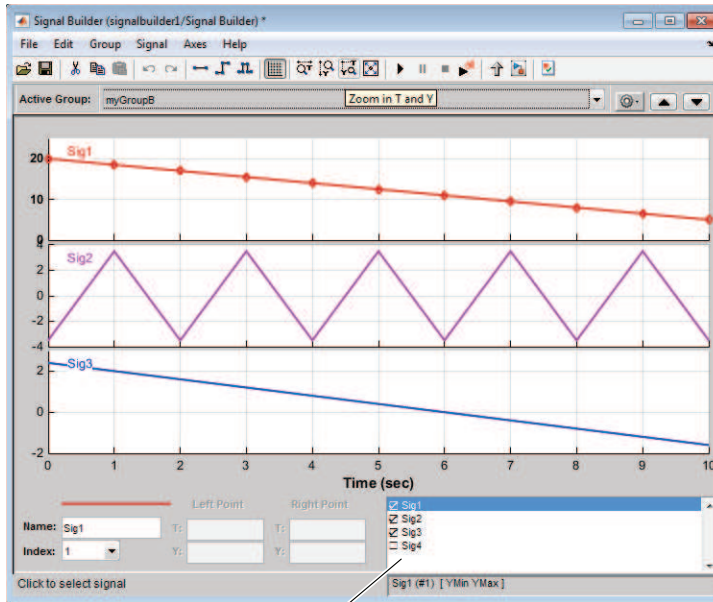 Signal Builder (signalbuilder1/Signal Builder) *
File Edit Group Signal Axes Help
Active Group: myGroupB
Zoom in T and Y
Sig1
20
10
0
Sig2
4
2
0
-2
-4
Sig3
2
0
-2
0 1 2 3 4 5 6 7 8 9 10
Time (sec)
Left Point Right Point
Name: Sig1 T: T:
Index: 1 Y: Y:
Sig1
Sig2
Sig3
Sig4
Click to select signal
Sig1 (#1) [ YMin YMax ]